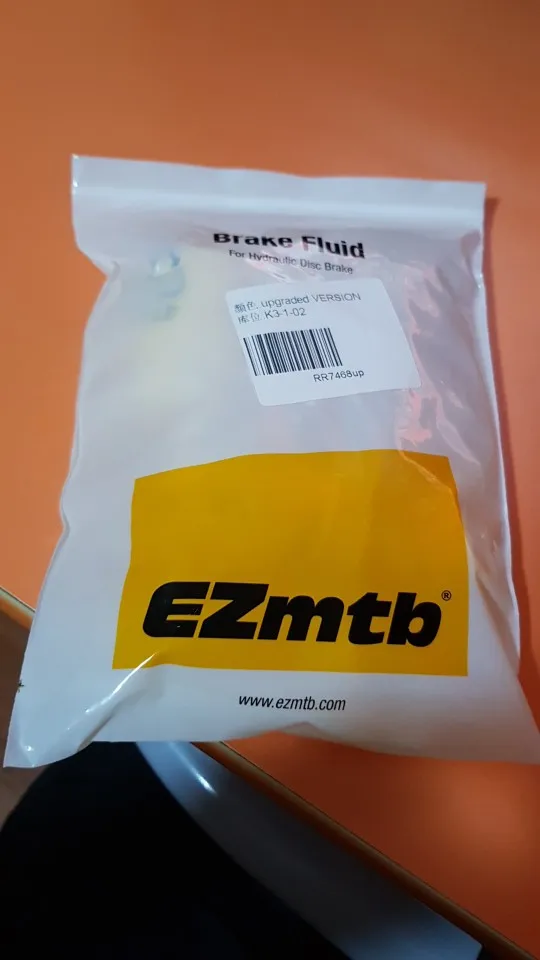 Brake Fluid
For Hydraulic Disc Brake
顏色 upgraded VERSION
库位 K3-1-02
RR7468up
EZmtb®
www.ezmtb.com